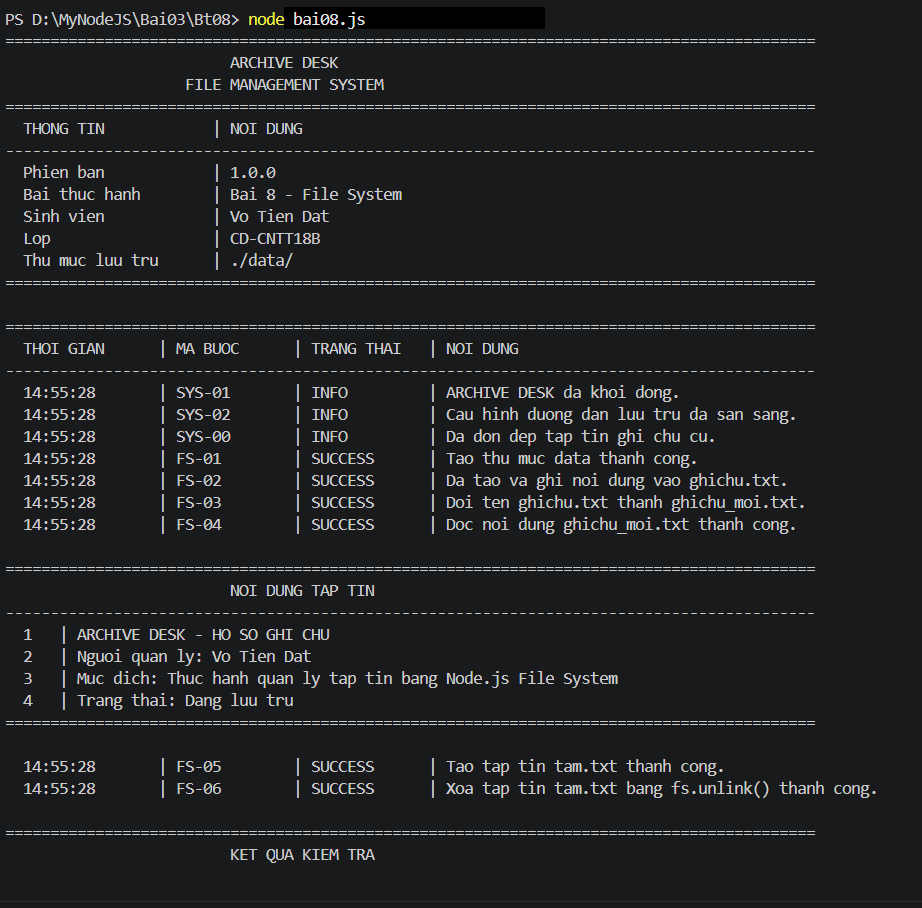 PS D:\MyNodeJS\Bai03\Bt08> node bai08.js
==========================================================================================
ARCHIVE DESK
FILE MANAGEMENT SYSTEM
==========================================================================================
THONG TIN | NOI DUNG
------------------------------------------------------------------------------------------
Phien ban | 1.0.0
Bai thuc hanh | Bai 8 - File System
Sinh vien | Vo Tien Dat
Lop | CD-CNTT18B
Thu muc luu tru | ./data/
==========================================================================================
==========================================================================================
THOI GIAN | MA BUOC | TRANG THAI | NOI DUNG
------------------------------------------------------------------------------------------
14:55:28 | SYS-01 | INFO | ARCHIVE DESK da khoi dong.
14:55:28 | SYS-02 | INFO | Cau hinh duong dan luu tru da san sang.
14:55:28 | SYS-00 | INFO | Da don dep tap tin ghi chu cu.
14:55:28 | FS-01 | SUCCESS | Tao thu muc data thanh cong.
14:55:28 | FS-02 | SUCCESS | Da tao va ghi noi dung vao ghichu.txt.
14:55:28 | FS-03 | SUCCESS | Doi ten ghichu.txt thanh ghichu_moi.txt.
14:55:28 | FS-04 | SUCCESS | Doc noi dung ghichu_moi.txt thanh cong.
==========================================================================================
NOI DUNG TAP TIN
------------------------------------------------------------------------------------------
1 | ARCHIVE DESK - HO SO GHI CHU
2 | Nguoi quan ly: Vo Tien Dat
3 | Muc dich: Thuc hanh quan ly tap tin bang Node.js File System
4 | Trang thai: Dang luu tru
==========================================================================================
14:55:28 | FS-05 | SUCCESS | Tao tap tin tam.txt thanh cong.
14:55:28 | FS-06 | SUCCESS | Xoa tap tin tam.txt bang fs.unlink() thanh cong.
==========================================================================================
KET QUA KIEM TRA